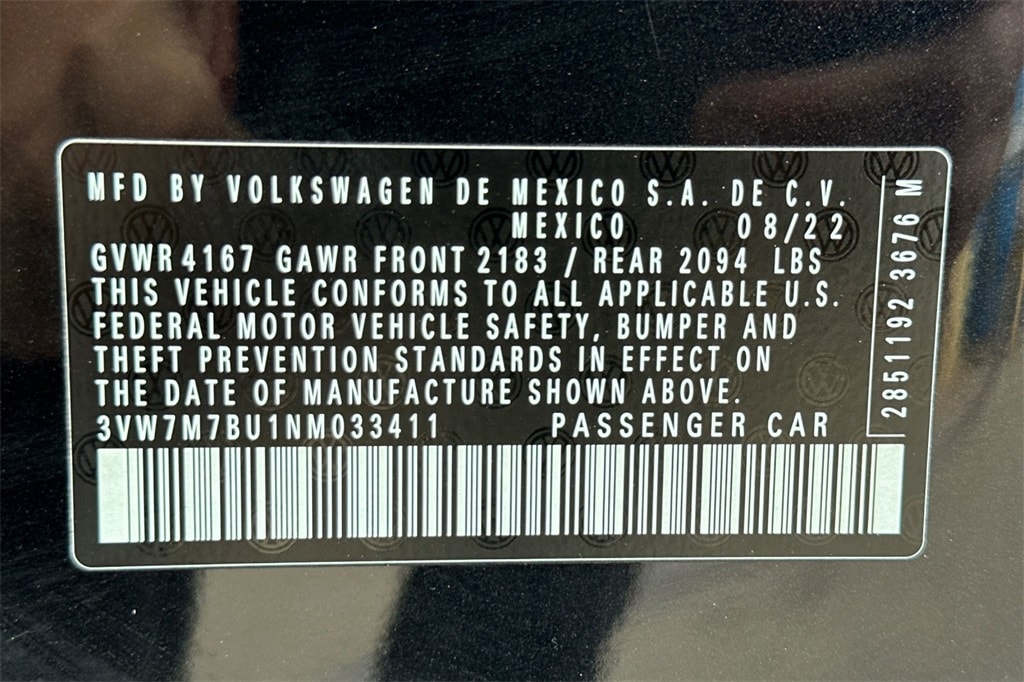 MFD BY VOLKSWAGEN DE MEXICO S.A. DE C.V.
MEXICO 08/22
GVWR 4167 GAWR FRONT 2183 / REAR 2094 LBS
THIS VEHICLE CONFORMS TO ALL APPLICABLE U.S.
FEDERAL MOTOR VEHICLE SAFETY, BUMPER AND
THEFT PREVENTION STANDARDS IN EFFECT ON
THE DATE OF MANUFACTURE SHOWN ABOVE.
3VW7M7BU1NM033411 PASSENGER CAR
2851192 3676 M